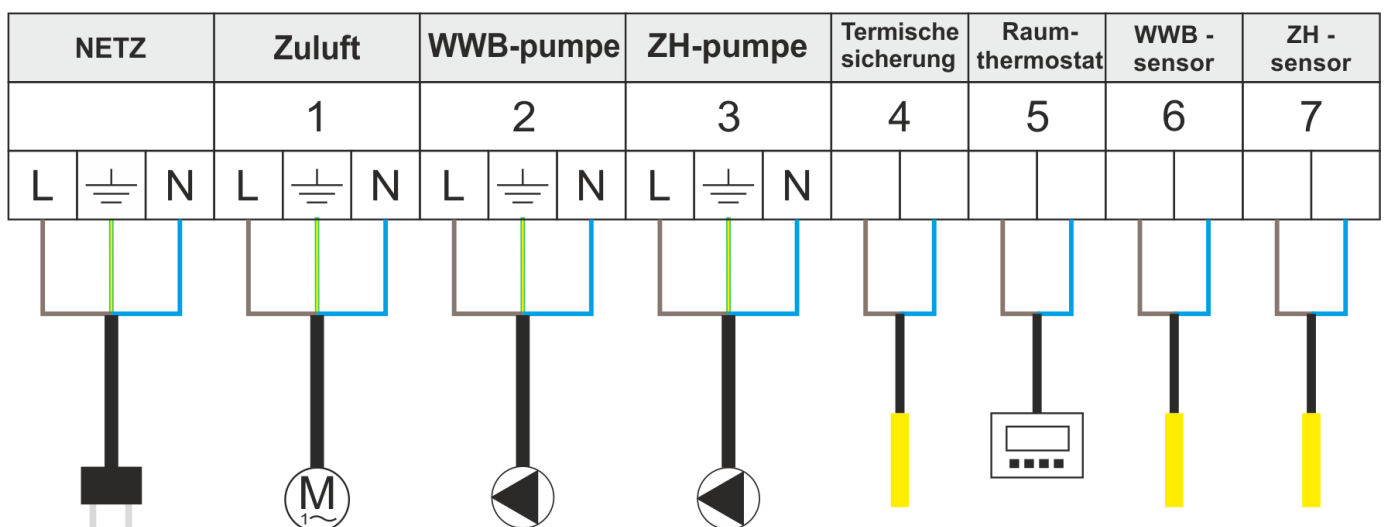 NETZ
Zuluft
WWB-pumpe
ZH-pumpe
Termische
sicherung
Raum-
thermostat
WWB -
sensor
ZH -
sensor
1 2 3 4 5 6 7
L N L N L N L N
M
1~